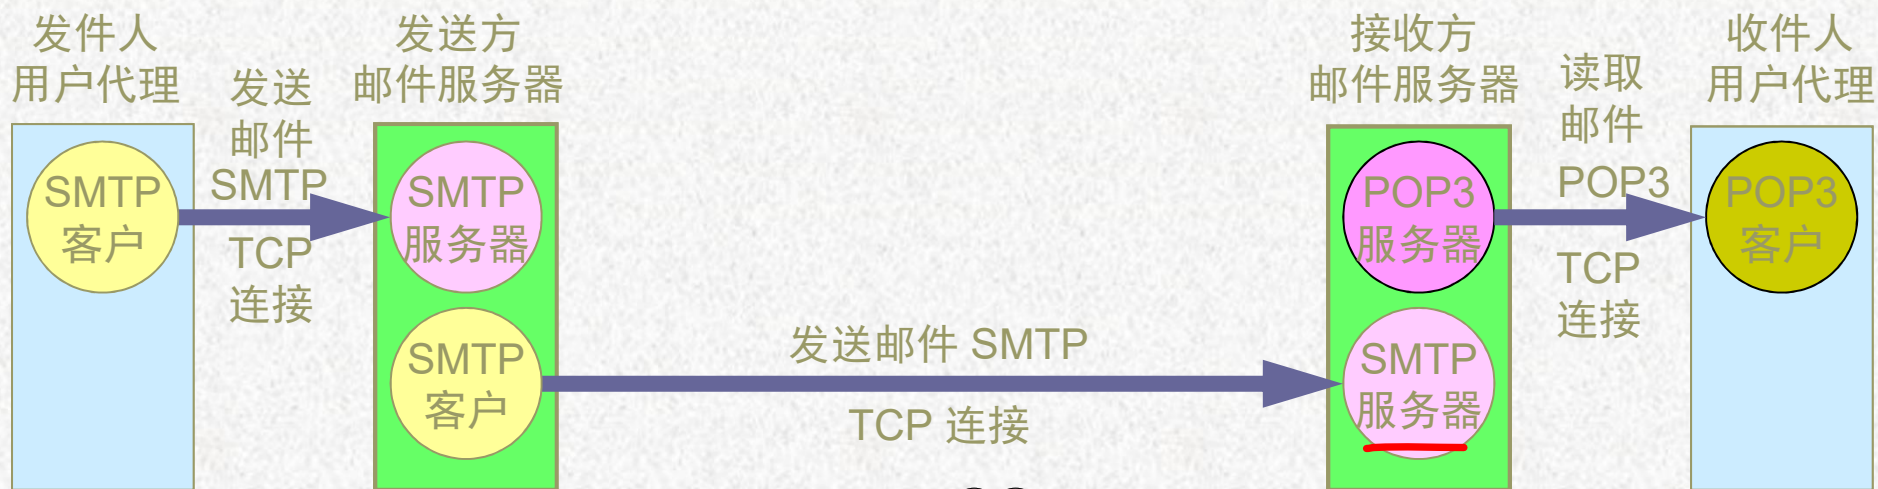 发件人
用户代理
发送
邮件
SMTP
TCP
连接
SMTP
客户
发送方
邮件服务器
SMTP
服务器
SMTP
客户
发送邮件 SMTP
TCP 连接
接收方
邮件服务器
POP3
服务器
SMTP
服务器
读取
邮件
POP3
TCP
连接
收件人
用户代理
POP3
客户